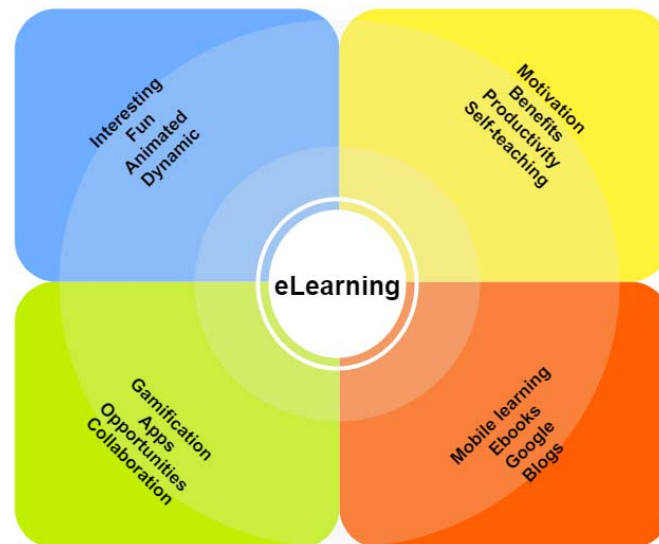 Interesting
Fun
Animated
Dynamic
Motivation
Benefits
Productivity
Self-teaching
eLearning
Gamification
Apps
Opportunities
Collaboration
Mobile learning
Ebooks
Google
Blogs